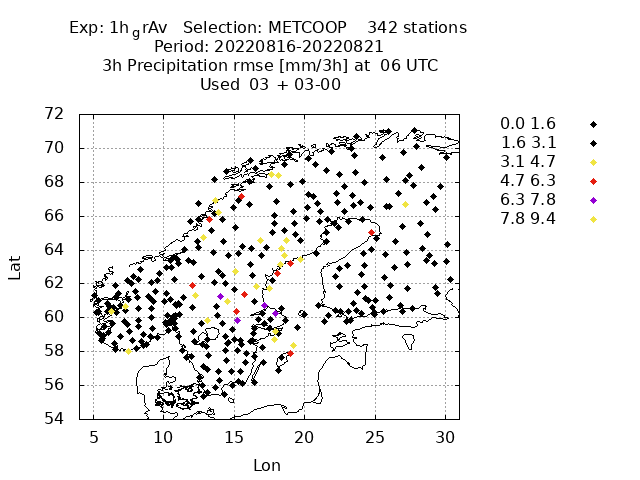 Exp: 1h grAv   Selection: METCOOP    342 stations
Period: 20220816-20220821
3h Precipitation rmse [mm/3h] at  06 UTC
Used  03 + 03-00
72
70
68
66
64
62
60
58
56
54
Lat
5 10 15 20 25 30
Lon
0.0 1.6
1.6 3.1
3.1 4.7
4.7 6.3
6.3 7.8
7.8 9.4